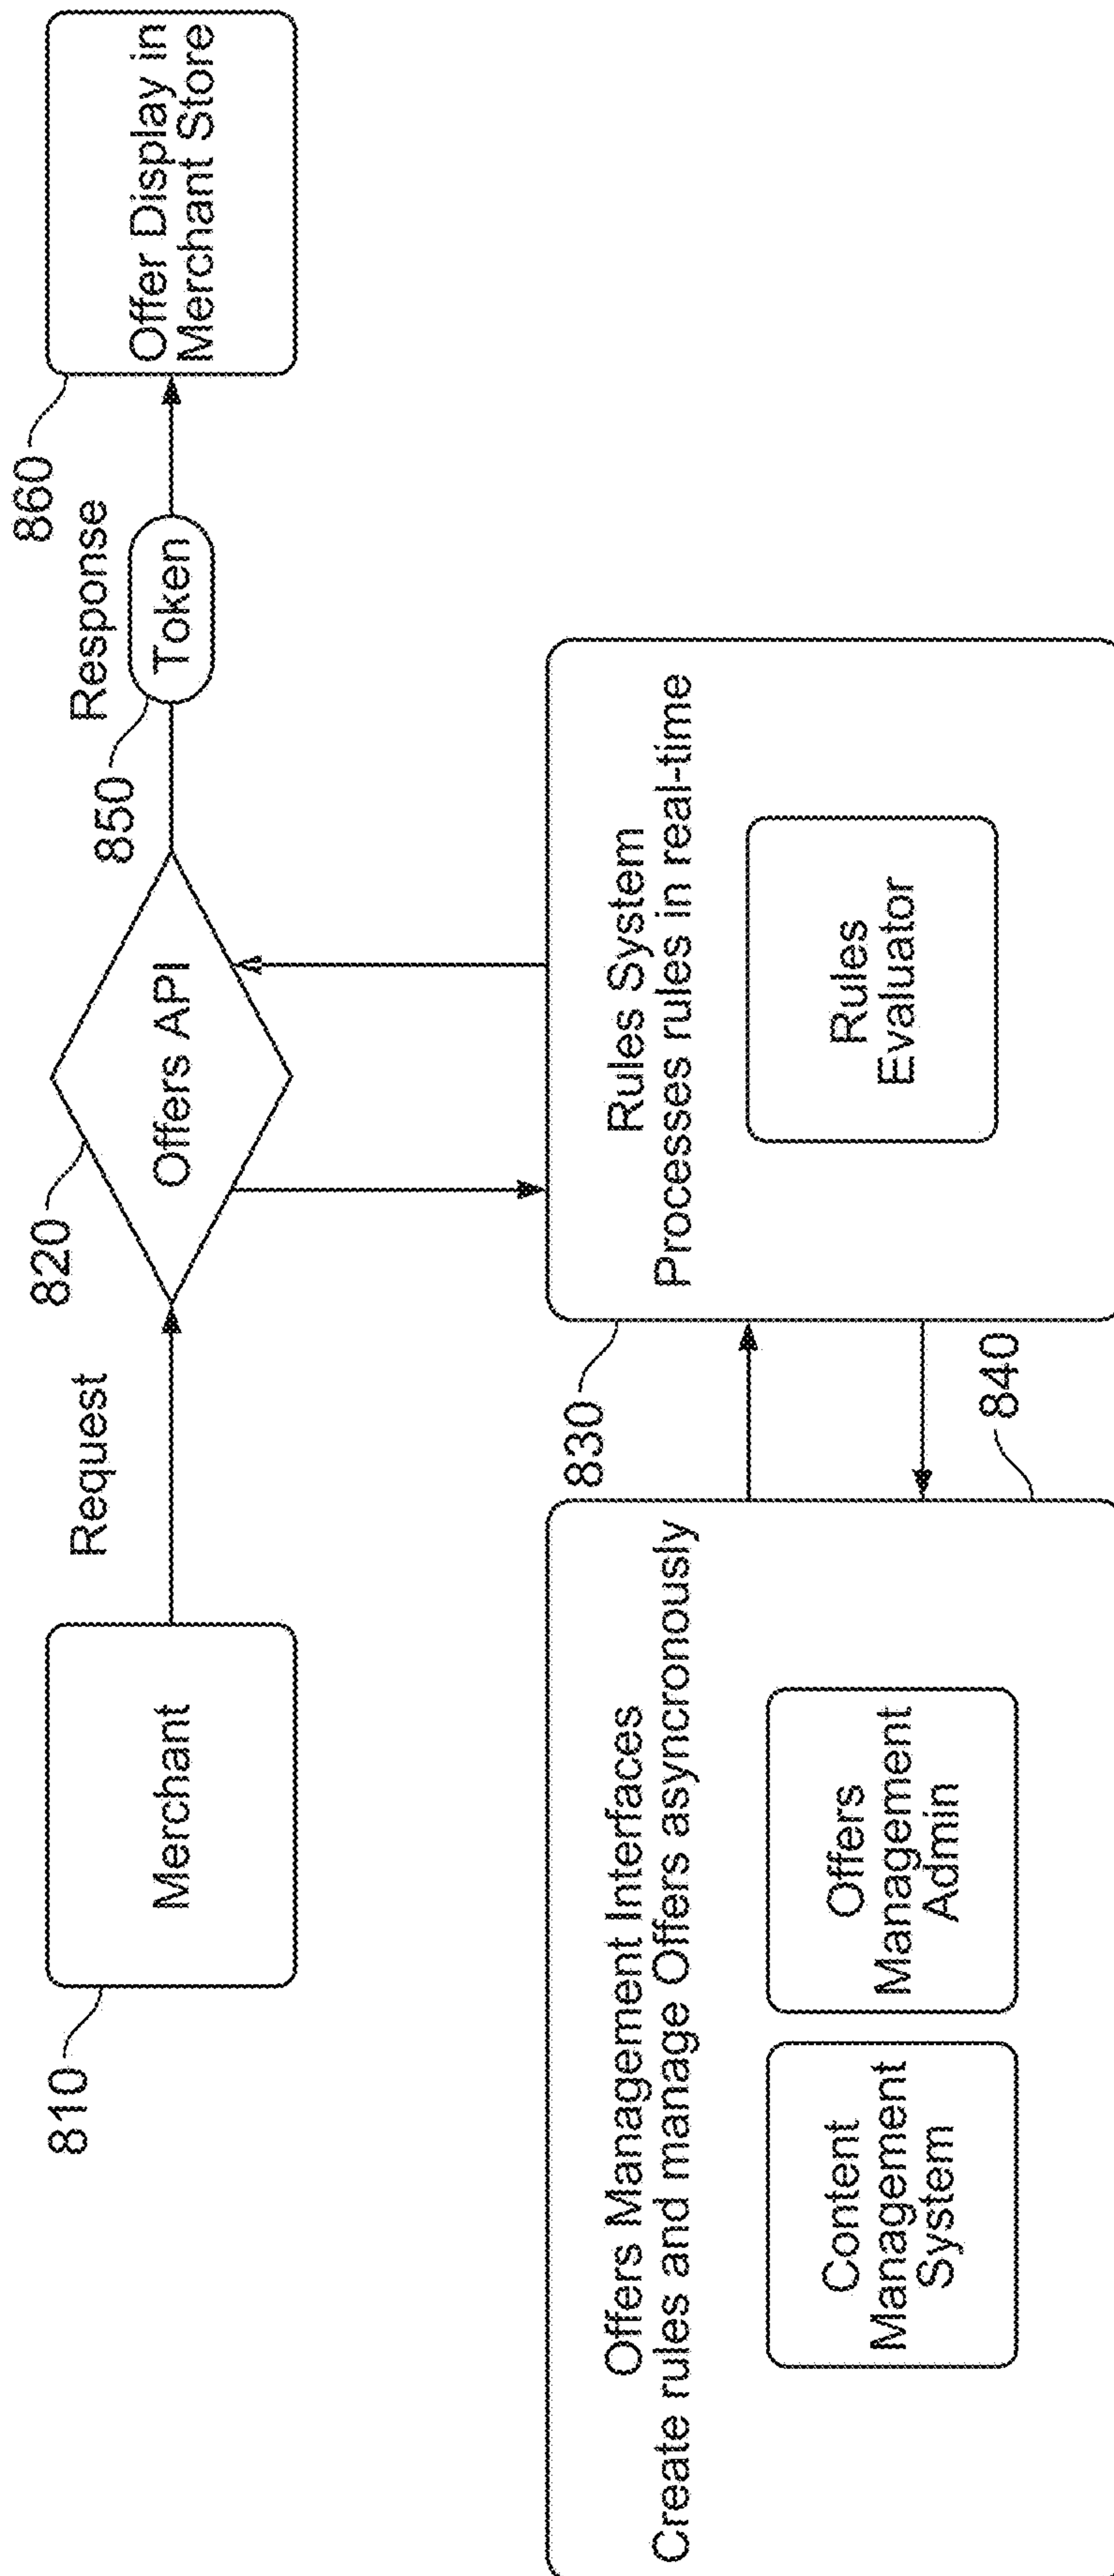 810
Merchant
Request
820
Offers API
850
Response
Token
860
Offer Display in
Merchant Store
Offers Management Interfaces
Create rules and manage Offers asyncronously
Content
Management
System
Offers
Management
Admin
840
830
Rules System
Processes rules in real-time
Rules
Evaluator